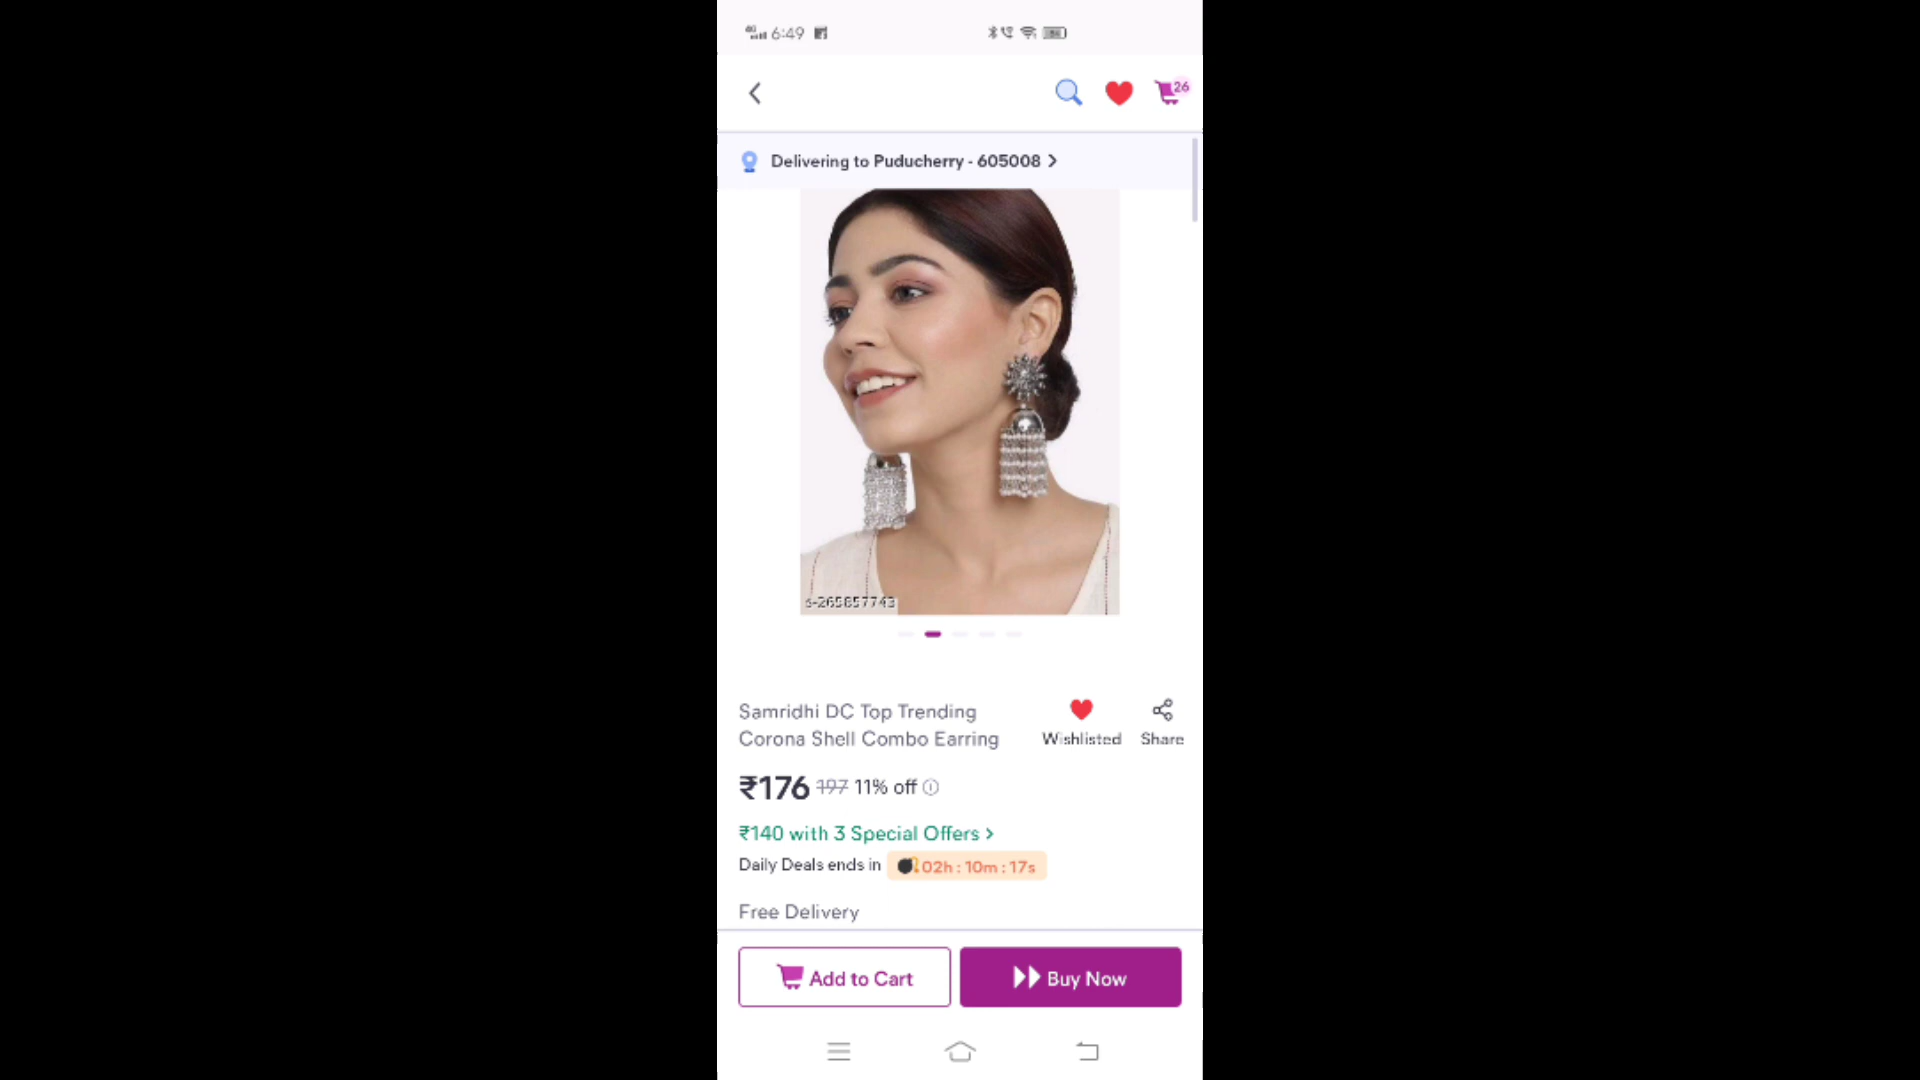 4G 6:49
26
Delivering to Puducherry - 605008
s-265857743
Samridhi DC Top Trending
Corona Shell Combo Earring
Wishlisted
Share
₹176 197 11% off
₹140 with 3 Special Offers
Daily Deals ends in 02h : 10m : 17s
Free Delivery
Add to Cart
Buy Now